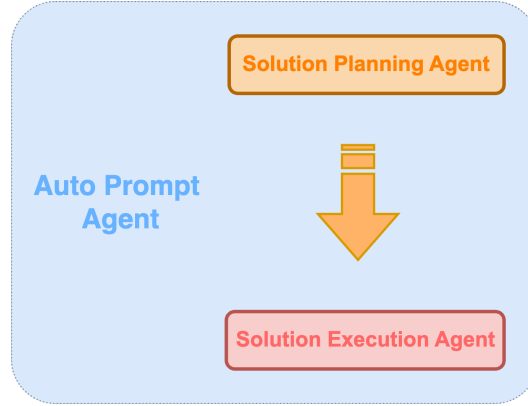 Solution Planning Agent
Auto Prompt
Agent
Solution Execution Agent